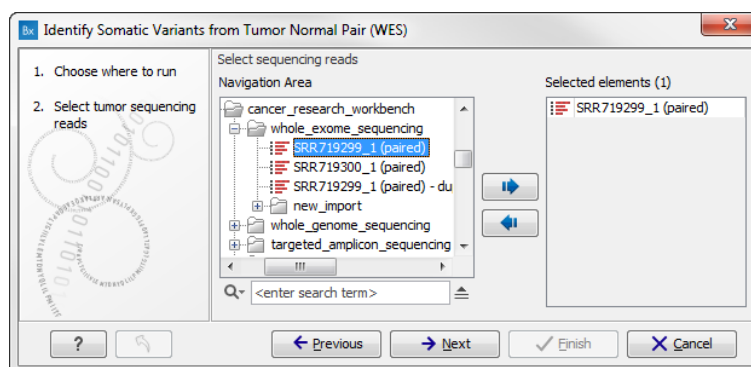 Bx Identify Somatic Variants from Tumor Normal Pair (WES)
1. Choose where to run
2. Select tumor sequencing
reads
Select sequencing reads
Navigation Area
cancer_research_workbench
whole_exome_sequencing
SRR719299_1 (paired)
SRR719300_1 (paired)
SRR719299_1 (paired) - du
new_import
whole_genome_sequencing
targeted_amplicon_sequencing
<enter search term>
Selected elements (1)
SRR719299_1 (paired)
? Previous Next Finish Cancel